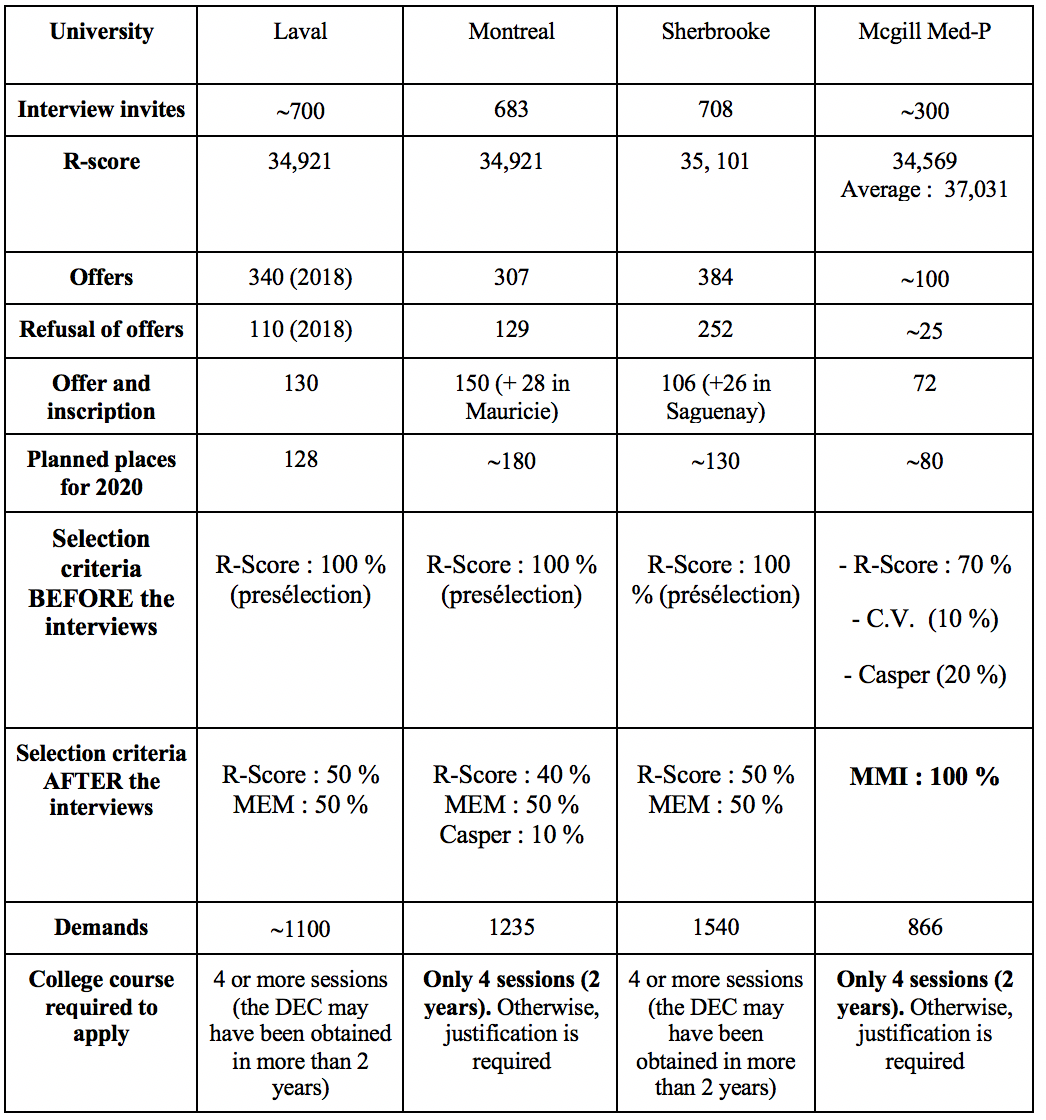 University
Laval
Montreal
Sherbrooke
Mcgill Med-P
Interview invites
~700
683
708
~300
R-score
34,921
34,921
35, 101
34,569
Average :  37,031
Offers
340 (2018)
307
384
~100
Refusal of offers
110 (2018)
129
252
~25
Offer and
inscription
130
150 (+ 28 in
Mauricie)
106 (+26 in
Saguenay)
72
Planned places
for 2020
128
~180
~130
~80
Selection
criteria
BEFORE the
interviews
R-Score : 100 %
(presélection)
R-Score : 100 %
(presélection)
R-Score : 100
% (présélection)
- R-Score : 70 %
- C.V.  (10 %)
- Casper (20 %)
Selection criteria
AFTER the
interviews
R-Score : 50 %
MEM : 50 %
R-Score : 40 %
MEM : 50 %
Casper : 10 %
R-Score : 50 %
MEM : 50 %
MMI : 100 %
Demands
~1100
1235
1540
866
College course
required to
apply
4 or more sessions
(the DEC may
have been obtained
in more than 2
years)
Only 4 sessions (2
years). Otherwise,
justification is
required
4 or more sessions
(the DEC may
have been
obtained in more
than 2 years)
Only 4 sessions (2
years). Otherwise,
justification is
required